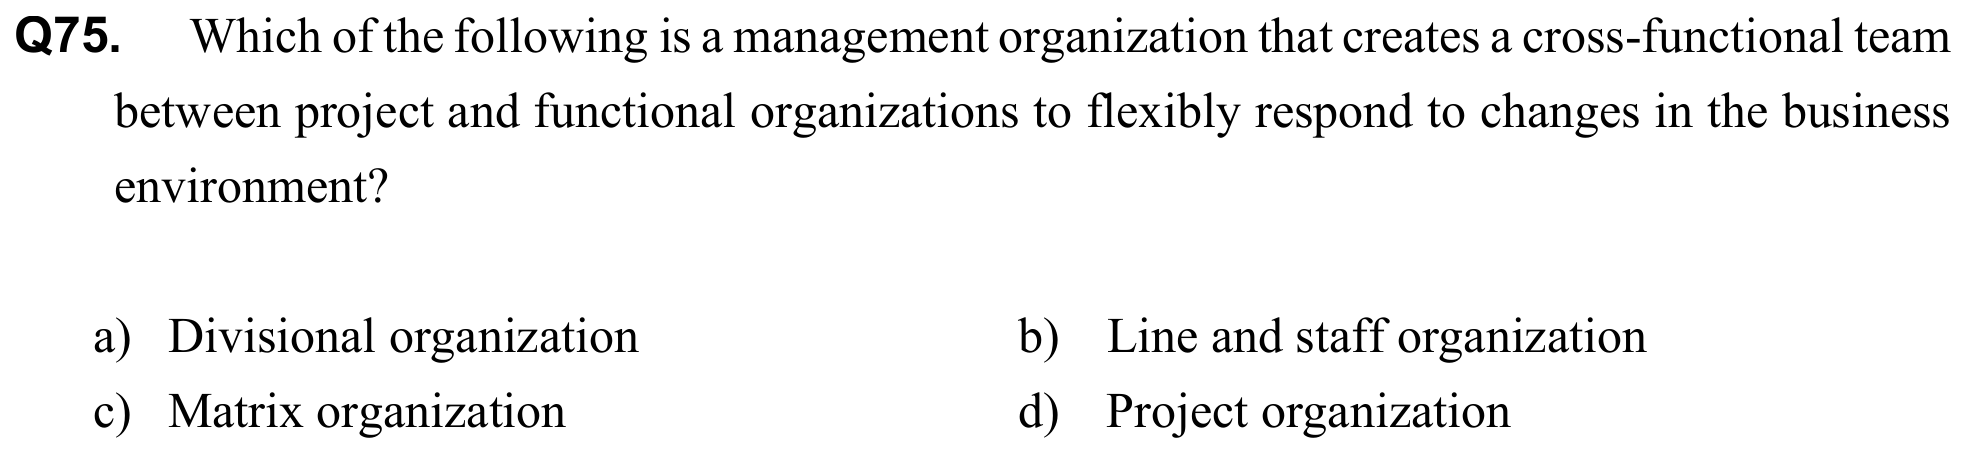 Q75. Which of the following is a management organization that creates a cross-functional team
between project and functional organizations to flexibly respond to changes in the business
environment?
a) Divisional organization b) Line and staff organization
c) Matrix organization d) Project organization